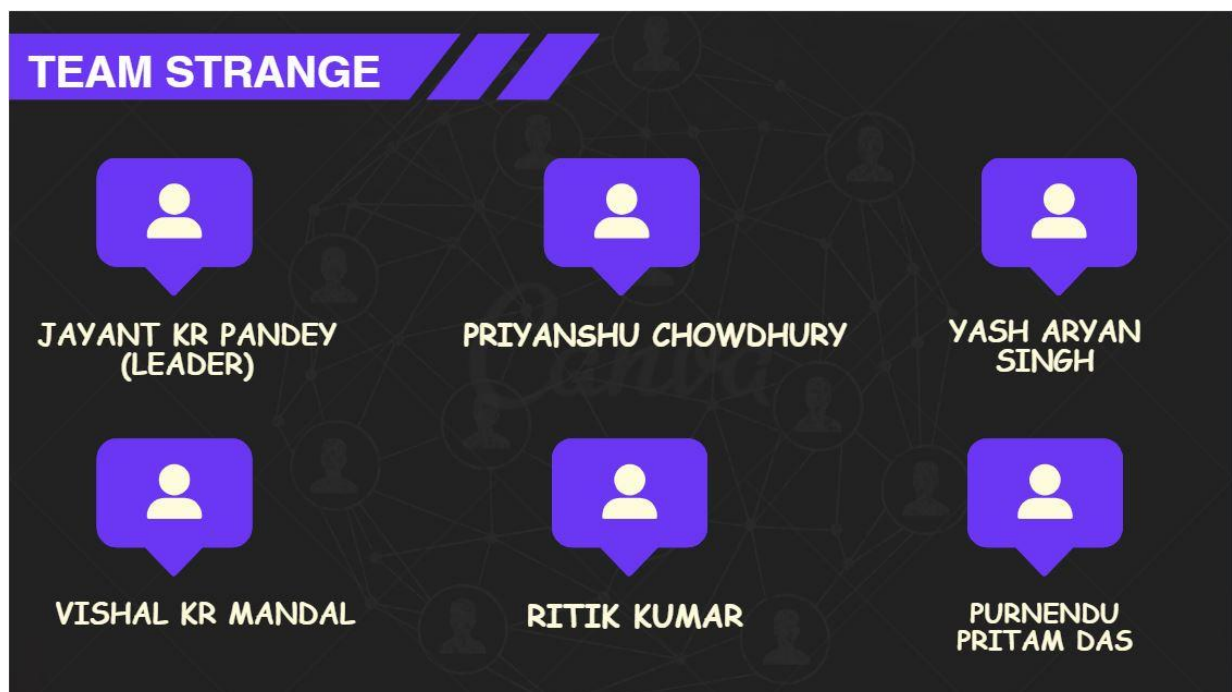 TEAM STRANGE
JAYANT KR PANDEY
(LEADER)
PRIYANSHU CHOWDHURY
YASH ARYAN
SINGH
Canva
VISHAL KR MANDAL
RITIK KUMAR
PURNENDU
PRITAM DAS